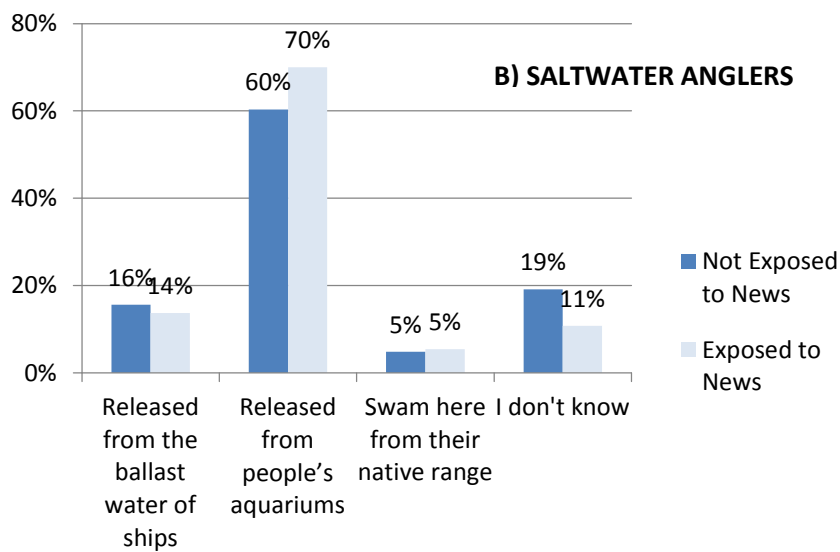 80%
60%
40%
20%
0%
B) SALTWATER ANGLERS
16%
14%
60%
70%
5%
5%
19%
11%
Released
from the
ballast
water of
ships
Released
from
people’s
aquariums
Swam here
from their
native range
I don't know
Not Exposed
to News
Exposed to
News